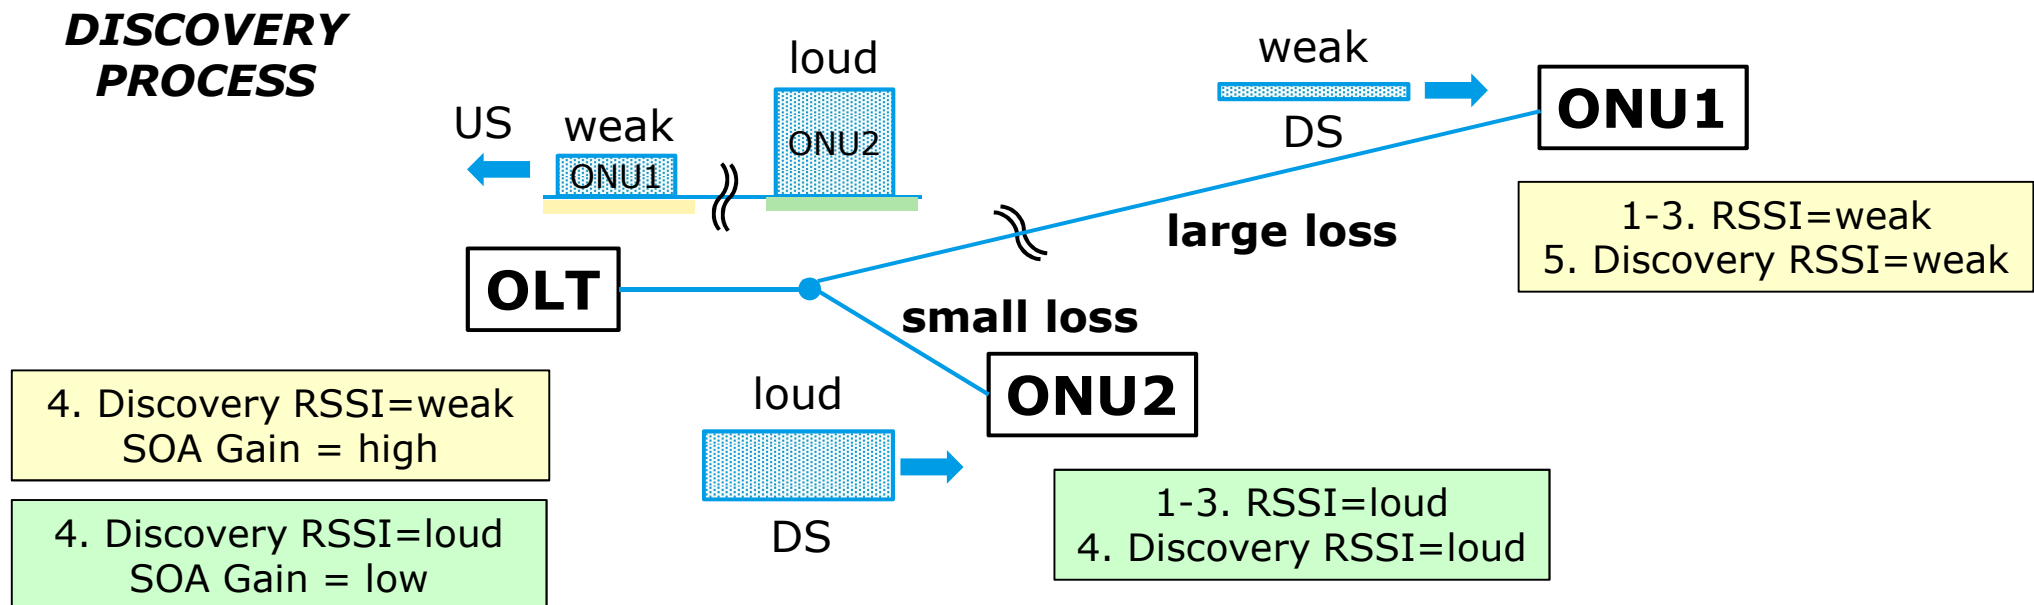 DISCOVERY
PROCESS
US
weak
ONU1
loud
ONU2
weak
DS
ONU1
1-3. RSSI=weak
5. Discovery RSSI=weak
large loss
OLT
small loss
ONU2
loud
DS
4. Discovery RSSI=weak
SOA Gain = high
4. Discovery RSSI=loud
SOA Gain = low
1-3. RSSI=loud
4. Discovery RSSI=loud